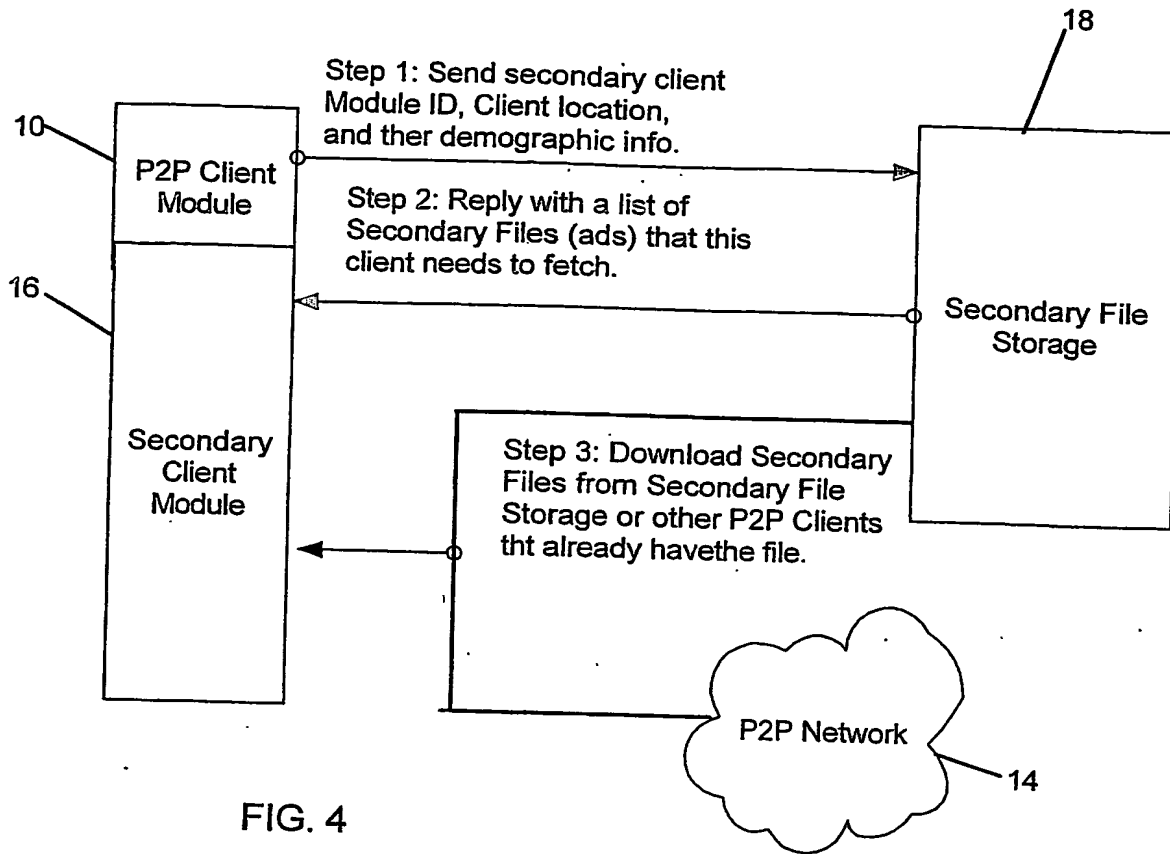 18
Step 1: Send secondary client
Module ID, Client location,
and ther demographic info.
10
P2P Client
Module
Step 2: Reply with a list of
Secondary Files (ads) that this
client needs to fetch.
16
Secondary File
Storage
Secondary
Client
Module
Step 3: Download Secondary
Files from Secondary File
Storage or other P2P Clients
tht already havethe file.
P2P Network
14
FIG. 4